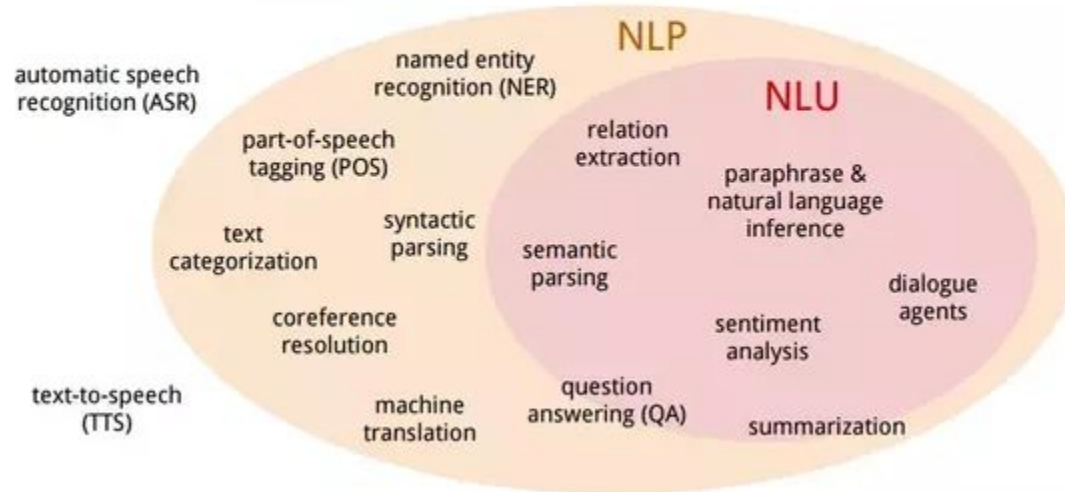 NLP
named entity
recognition (NER)
automatic speech
recognition (ASR)
NLU
relation
extraction
part-of-speech
tagging (POS)
paraphrase &
natural language
inference
syntactic
parsing
text
categorization
semantic
parsing
dialogue
agents
coreference
resolution
sentiment
analysis
question
answering (QA)
text-to-speech
(TTS)
machine
translation
summarization